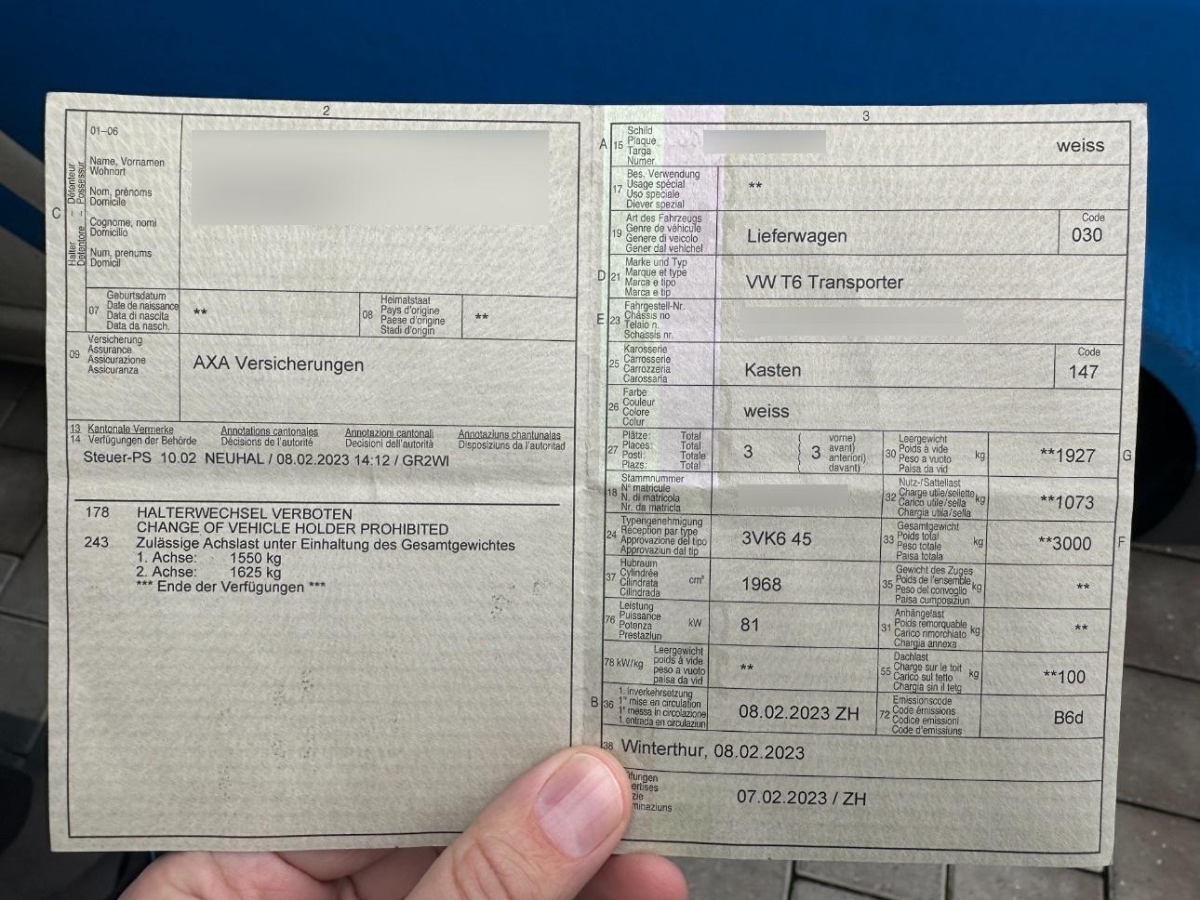 2
C
Halter – Détenteur
Detentore – Possessur
01–06
Name, Vornamen
Wohnort
Nom, prénoms
Domicile
Cognome, nomi
Domicilio
Num, prenums
Domicil
07
Geburtsdatum
Date de naissance
Data di nascita
Data da nasch.
**
08
Heimatstaat
Pays d'origine
Paese d'origine
Stadi d'origin
**
09
Versicherung
Assurance
Assicurazione
Assicuranza
AXA Versicherungen
13 Kantonale Vermerke Annotations cantonales Annotazioni cantonali Annotaziuns chantunalas
14 Verfügungen der Behörde Décisions de l'autorité Decisioni dell'autorità Disposiziuns da l'autoritad
Steuer-PS 10.02 NEUHAL / 08.02.2023 14:12 / GR2WI
178 HALTERWECHSEL VERBOTEN
CHANGE OF VEHICLE HOLDER PROHIBITED
243 Zulässige Achslast unter Einhaltung des Gesamtgewichtes
1. Achse: 1550 kg
2. Achse: 1625 kg
*** Ende der Verfügungen ***
3
A 15
Schild
Plaque
Targa
Numer
weiss
17
Bes. Verwendung
Usage spécial
Uso speciale
Diever spezial
**
19
Art des Fahrzeugs
Genre de véhicule
Genere di veicolo
Gener dal vehichel
Lieferwagen
Code
030
D 21
Marke und Typ
Marque et type
Marca e tipo
Marca e tip
VW T6 Transporter
E 23
Fahrgestell-Nr.
Châssis no
Telaio n.
Schassis nr.
25
Karosserie
Carrosserie
Carrozzeria
Carossaria
Kasten
Code
147
26
Farbe
Couleur
Colore
Colur
weiss
27
Plätze: Total
Places: Total
Posti: Totale
Plazs: Total
3
3
vorne)
avant)
anteriori)
davant)
30
Leergewicht
Poids à vide
Peso a vuoto
Paisa da vid
kg
**1927
G
18
Stammnummer
N° matricule
N. di matricola
Nr. da matricla
32
Nutz-/Sattellast
Charge utile/sellette
Carico utile/sella
Chargia utila/sella
kg
**1073
24
Typengenehmigung
Réception par type
Approvazione del tipo
Approvaziun dal tip
3VK6 45
33
Gesamtgewicht
Poids total
Peso totale
Paisa totala
kg
**3000
F
37
Hubraum
Cylindrée
Cilindrata
Cilindrada
cm³
1968
35
Gewicht des Zuges
Poids de l'ensemble
Peso del convoglio
Paisa cumposiziun
kg
**
76
Leistung
Puissance
Potenza
Prestaziun
kW
81
31
Anhängelast
Poids remorquable
Carico rimorchiato
Chargia annexa
kg
**
78 kW/kg
Leergewicht
poids à vide
peso a vuoto
paisa da vid
**
55
Dachlast
Charge sur le toit
Carico sul tetto
Chargia sin il tetg
kg
**100
B 36
1. Inverkehrsetzung
1re mise en circulation
1a messa in circolazione
1. entrada en circulaziun
08.02.2023 ZH
72
Emissionscode
Code émissions
Codice emissioni
Code d'emissiuns
B6d
38 Winterthur, 08.02.2023
07.02.2023 / ZH